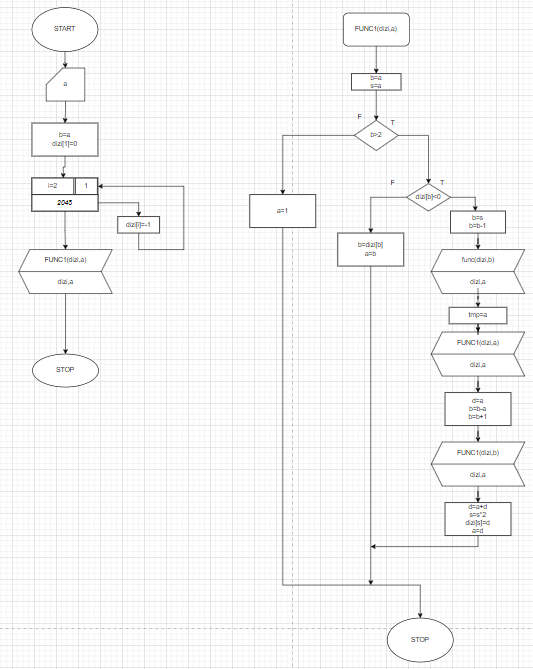 START
a
b=a
dizi[1]=0
i=2
1
2045
dizi[i]=-1
FUNC1(dizi,a)
dizi,a
STOP
FUNC1(dizi,a)
b=a
s=a
F
T
b>2
a=1
F
T
dizi[b]<0
b=dizi[b]
a=b
b=s
b=b-1
func(dizi,b)
dizi,a
tmp=a
FUNC1(dizi,a)
dizi,a
d=a
b=b-a
b=b+1
FUNC1(dizi,b)
dizi,a
d=a+d
s=s*2
dizi[s]=d
a=d
STOP